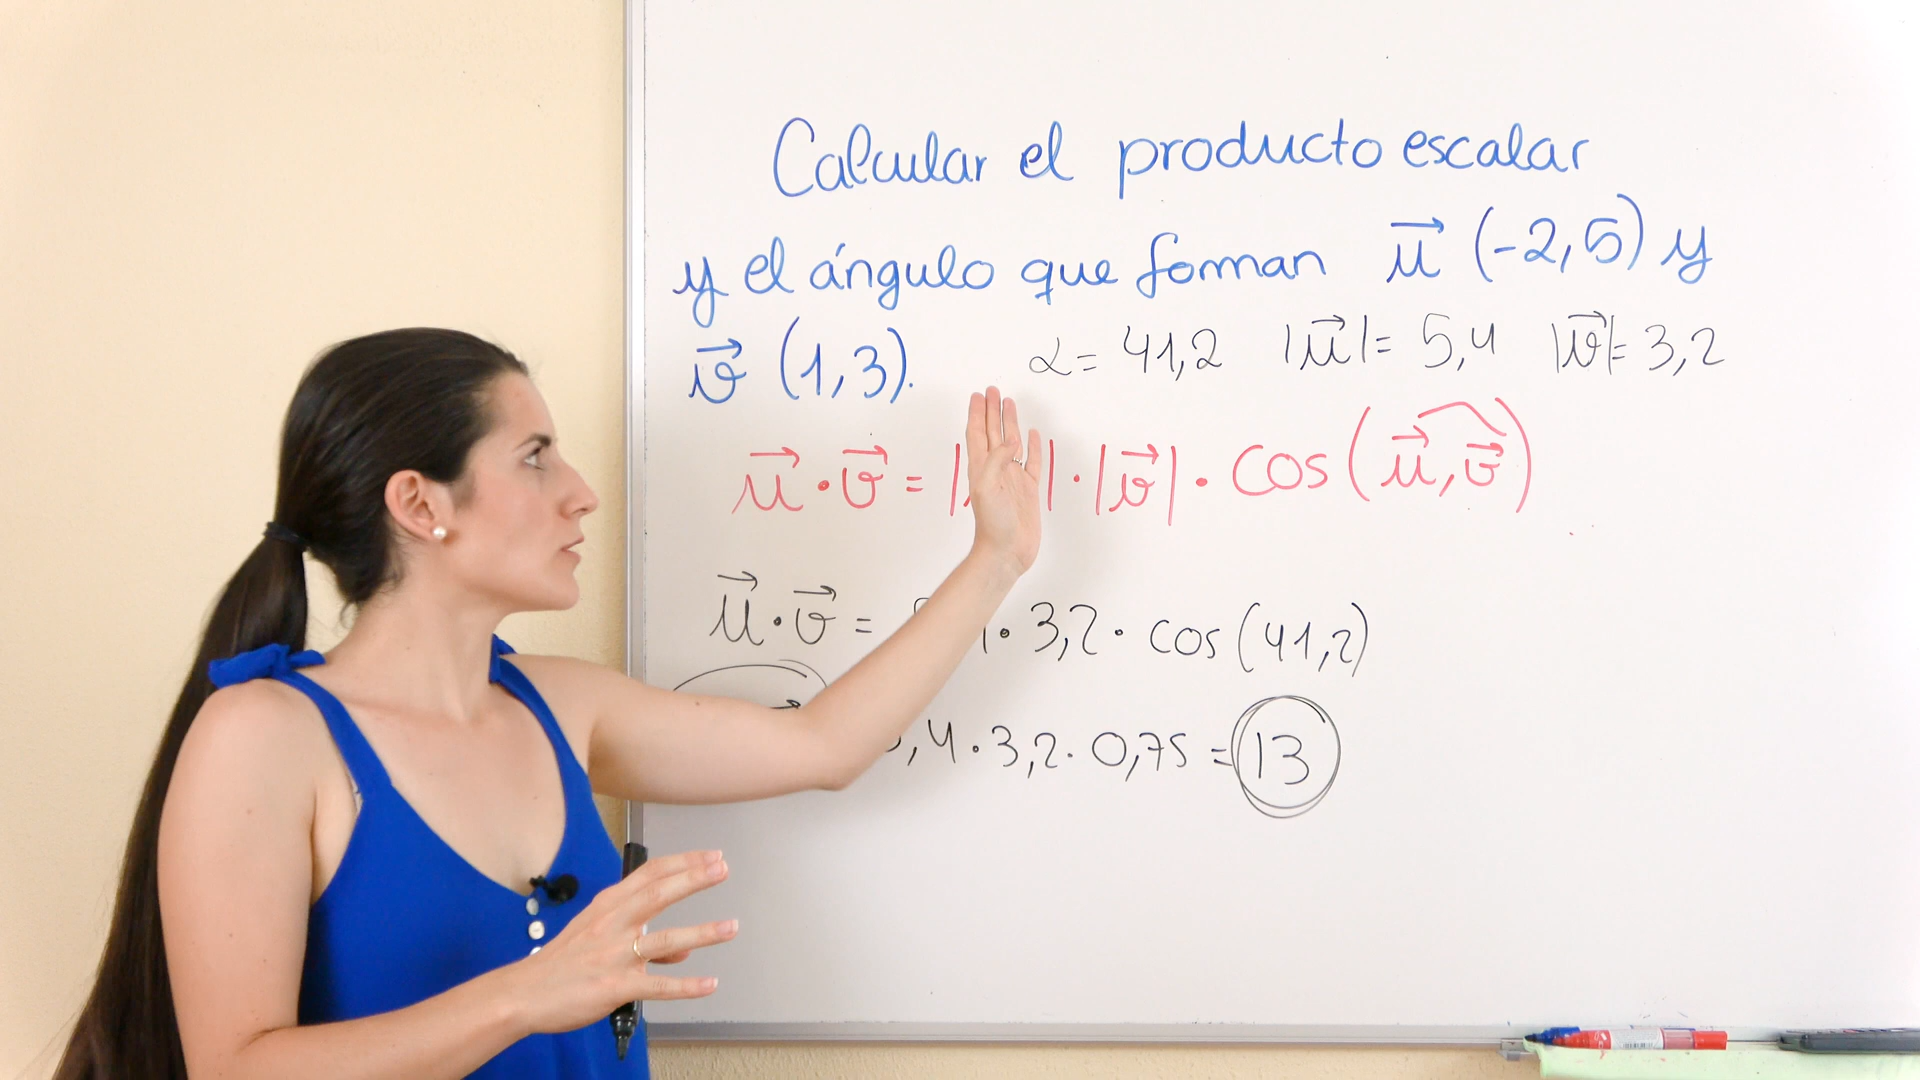 Calcular el producto escalar
y el ángulo que forman u⃗ (-2,5) y
v⃗ (1,3). α = 41,2 |u⃗|= 5,4 |v⃗|= 3,2
u⃗ · v⃗ = | | · |v⃗| · cos (u⃗, v⃗)
u⃗ · v⃗ = · 3,2 · cos (41,2)
,4 · 3,2 · 0,75 = 13